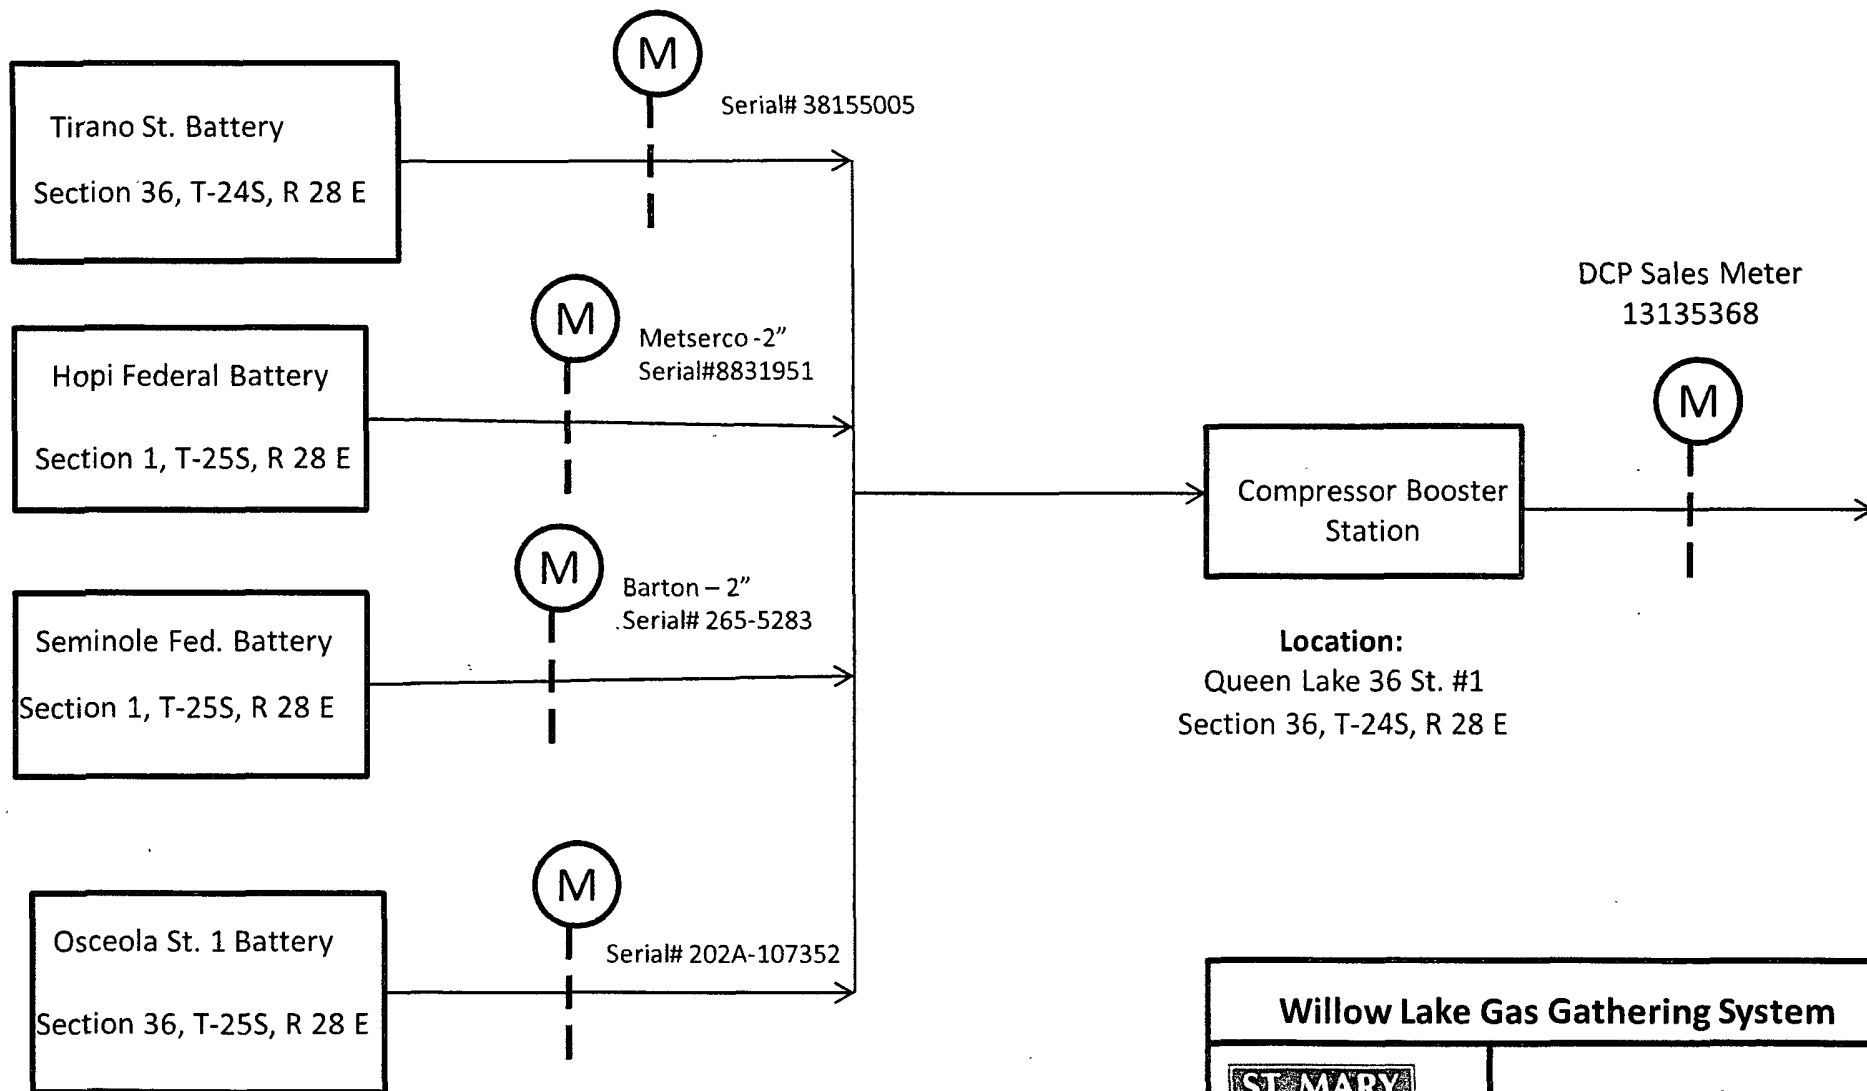 M
Serial# 38155005
Tirano St. Battery
Section 36, T-24S, R 28 E
M
Metserco -2”
Serial#8831951
Hopi Federal Battery
Section 1, T-25S, R 28 E
M
Barton – 2”
Serial# 265-5283
Seminole Fed. Battery
Section 1, T-25S, R 28 E
M
Serial# 202A-107352
Osceola St. 1 Battery
Section 36, T-25S, R 28 E
DCP Sales Meter
13135368
M
Compressor Booster
Station
Location:
Queen Lake 36 St. #1
Section 36, T-24S, R 28 E
Willow Lake Gas Gathering System
ST. MARY